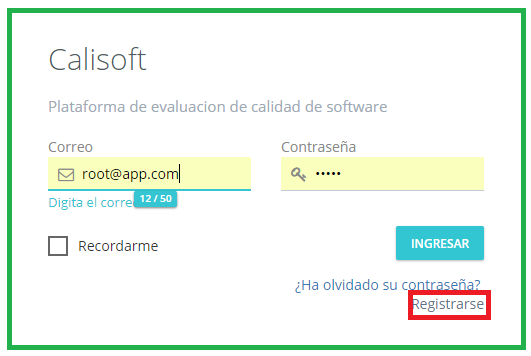 Calisoft
Plataforma de evaluacion de calidad de software
Correo Contraseña
root@app.com •••••
Digita el corre 12 / 50
Recordarme INGRESAR
¿Ha olvidado su contraseña?
Registrarse